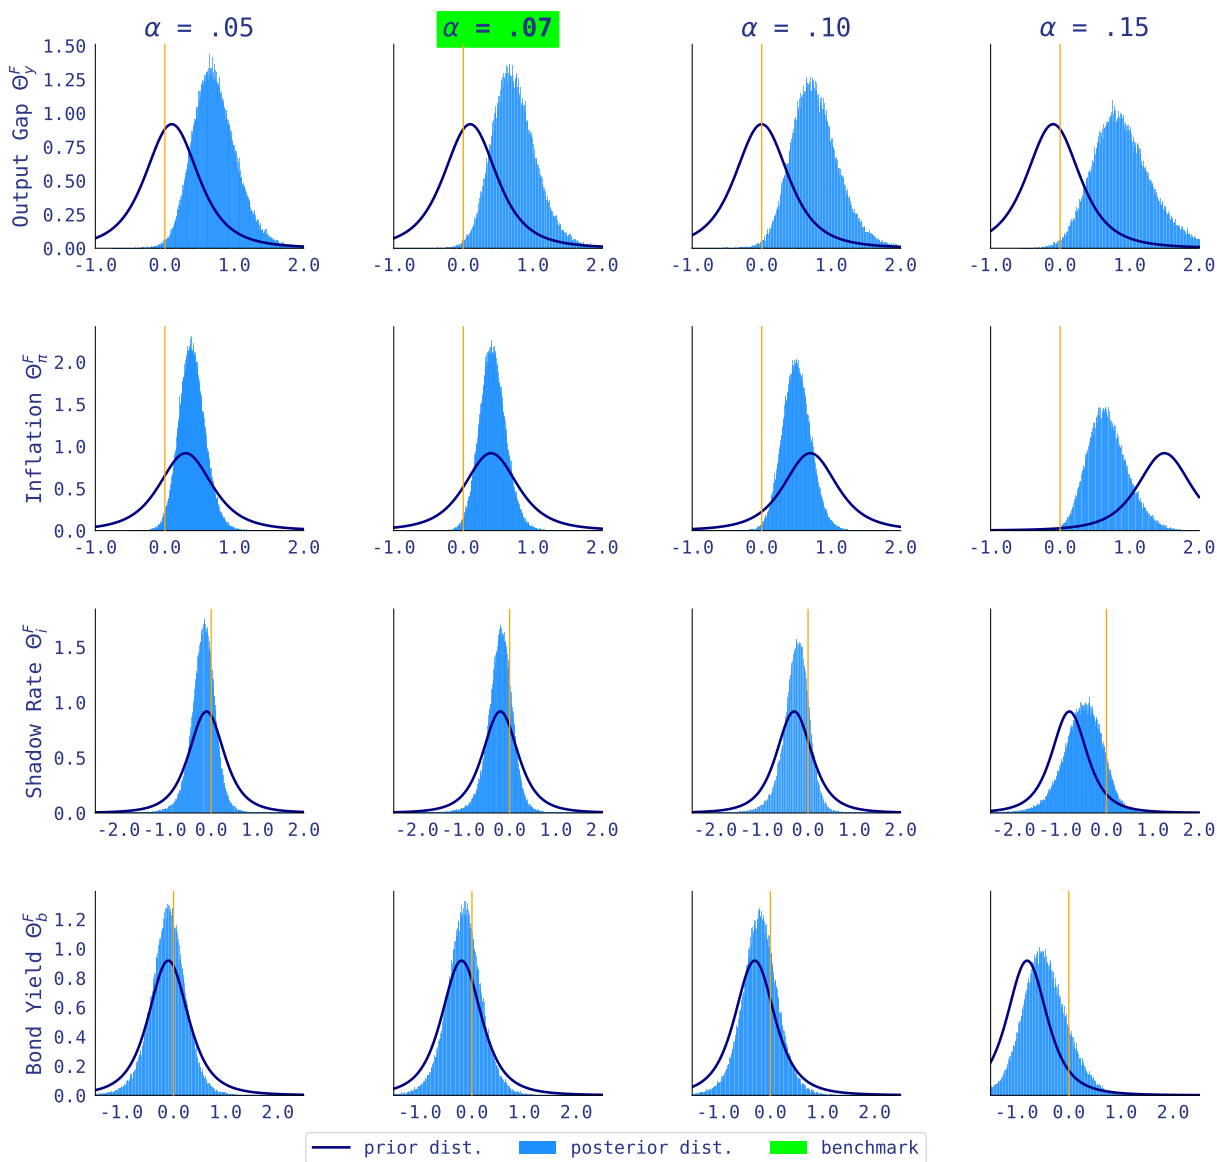 α = .05 α = .07 α = .10 α = .15
Output Gap Θ_y^F
1.50
1.25
1.00
0.75
0.50
0.25
0.00
-1.0 0.0 1.0 2.0 -1.0 0.0 1.0 2.0 -1.0 0.0 1.0 2.0 -1.0 0.0 1.0 2.0
Inflation Θ_π^F
2.0
1.5
1.0
0.5
0.0
-1.0 0.0 1.0 2.0 -1.0 0.0 1.0 2.0 -1.0 0.0 1.0 2.0 -1.0 0.0 1.0 2.0
Shadow Rate Θ_i^F
1.5
1.0
0.5
0.0
-2.0 -1.0 0.0 1.0 2.0 -2.0 -1.0 0.0 1.0 2.0 -2.0 -1.0 0.0 1.0 2.0 -2.0 -1.0 0.0 1.0 2.0
Bond Yield Θ_b^F
1.2
1.0
0.8
0.6
0.4
0.2
0.0
-1.0 0.0 1.0 2.0 -1.0 0.0 1.0 2.0 -1.0 0.0 1.0 2.0 -1.0 0.0 1.0 2.0
prior dist. posterior dist. benchmark